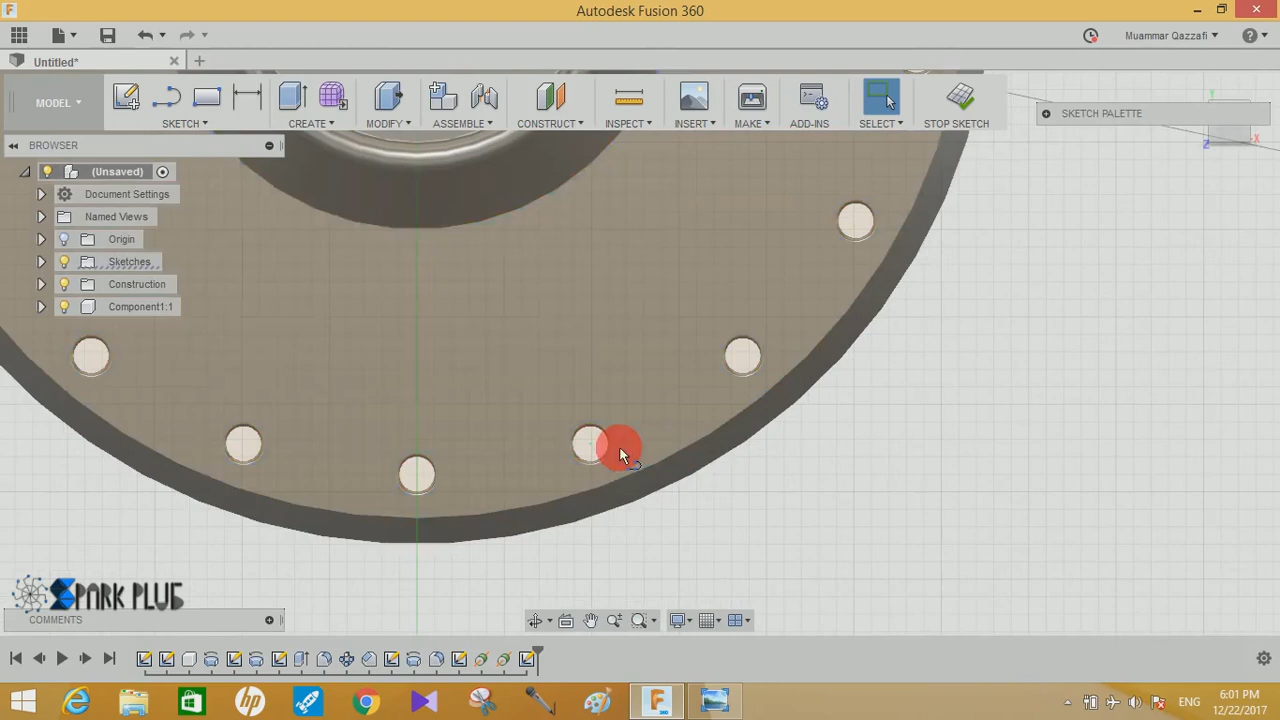 Autodesk Fusion 360
Muammar Qazzafi
Untitled*
MODEL
SKETCH
CREATE
MODIFY
ASSEMBLE
CONSTRUCT
INSPECT
INSERT
MAKE
ADD-INS
SELECT
STOP SKETCH
SKETCH PALETTE
BROWSER
(Unsaved)
Document Settings
Named Views
Origin
Sketches
Construction
Component1:1
Y
X
Z
SPARK PLUG
COMMENTS
ENG
6:01 PM
12/22/2017